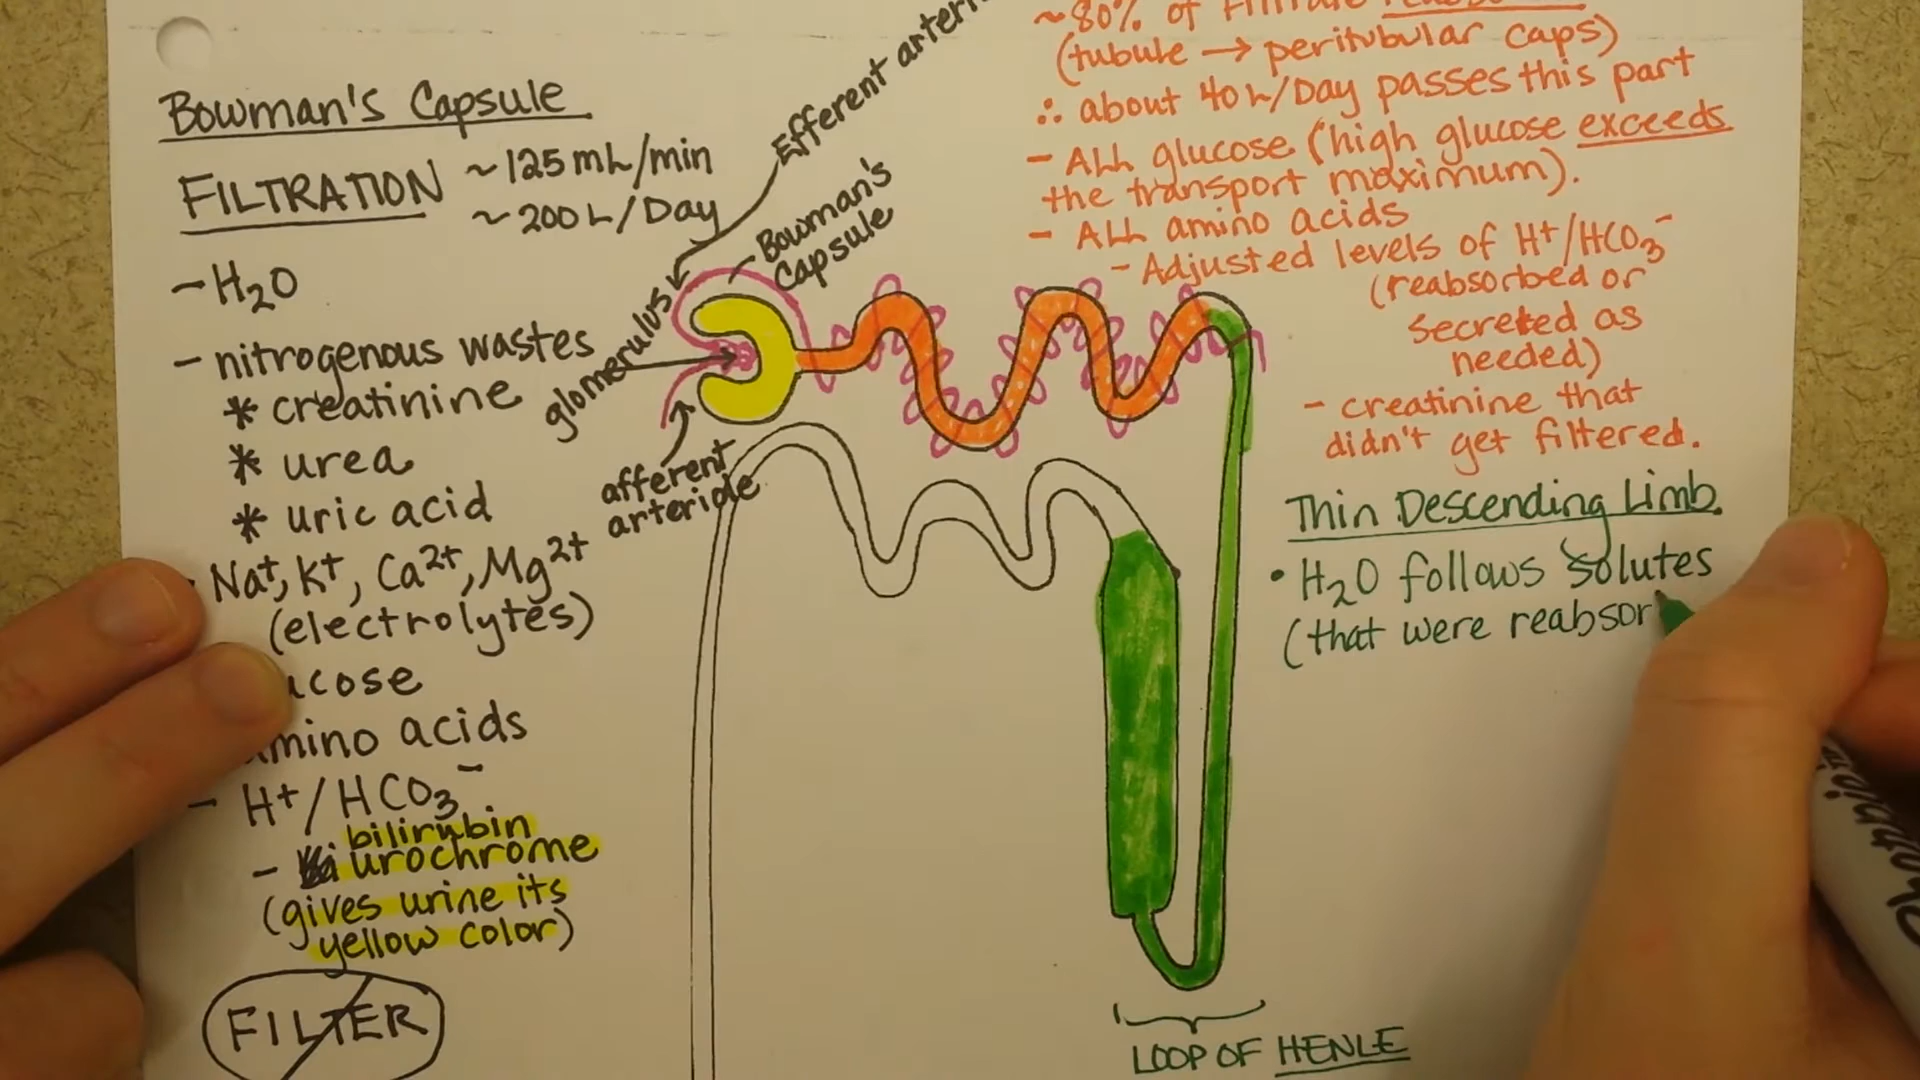 Bowman's Capsule
FILTRATION ~125 mL/min
~200 L/Day
- H2O
- nitrogenous wastes
* creatinine
* urea
* uric acid
Na+, K+, Ca2+, Mg2+
(electrolytes)
amino acids
- H+/HCO3-
bilirubin
- urochrome
(gives urine its
yellow color)
FILTER
Efferent
Bowman's
Capsule
glomerulus
afferent
arteriole
~80% of Filtrate
(tubule → peritubular caps)
∴ about 40 L/Day passes this part
- ALL glucose (high glucose exceeds
the transport maximum).
- ALL amino acids
- Adjusted levels of H+/HCO3-
(reabsorbed or
secreted as
needed)
- creatinine that
didn't get filtered.
Thin Descending Limb.
• H2O follows solutes
(that were reabsor
LOOP OF HENLE